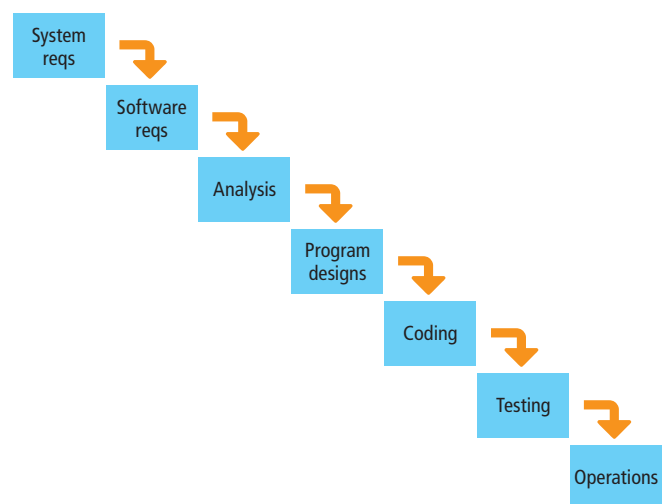 System
reqs
Software
reqs
Analysis
Program
designs
Coding
Testing
Operations